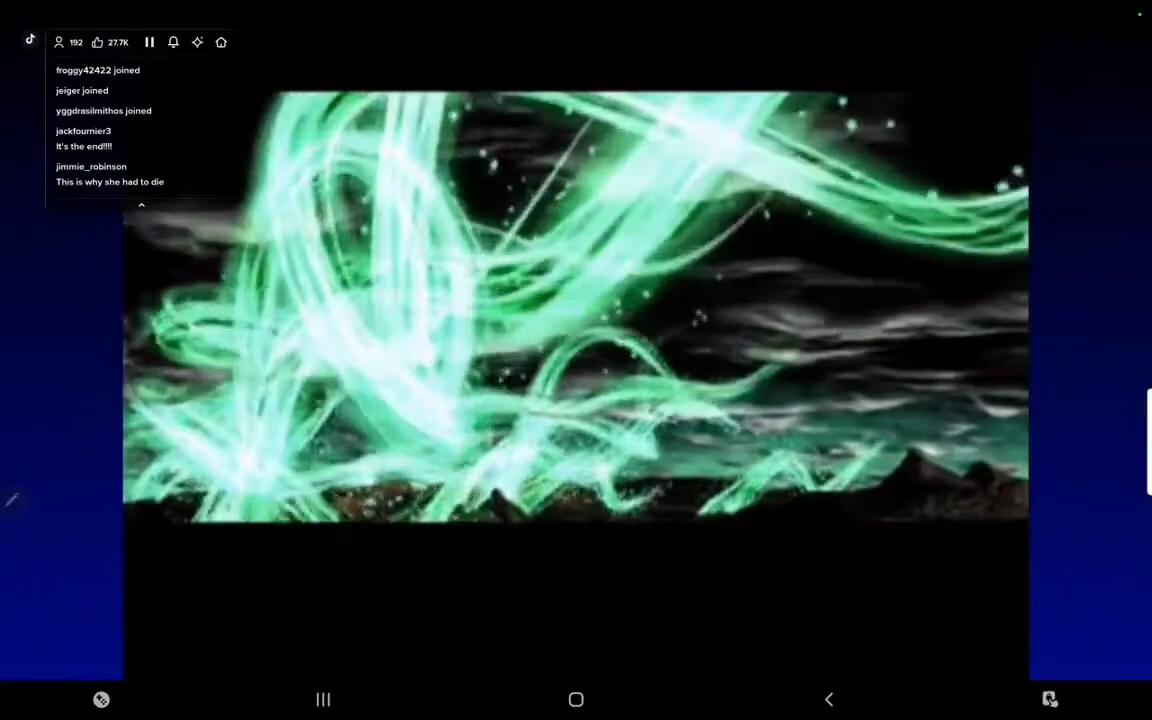 192 27.7K
froggy42422 joined
jeiger joined
yggdrasilmithos joined
jackfournier3
It's the end!!!!
jimmie_robinson
This is why she had to die